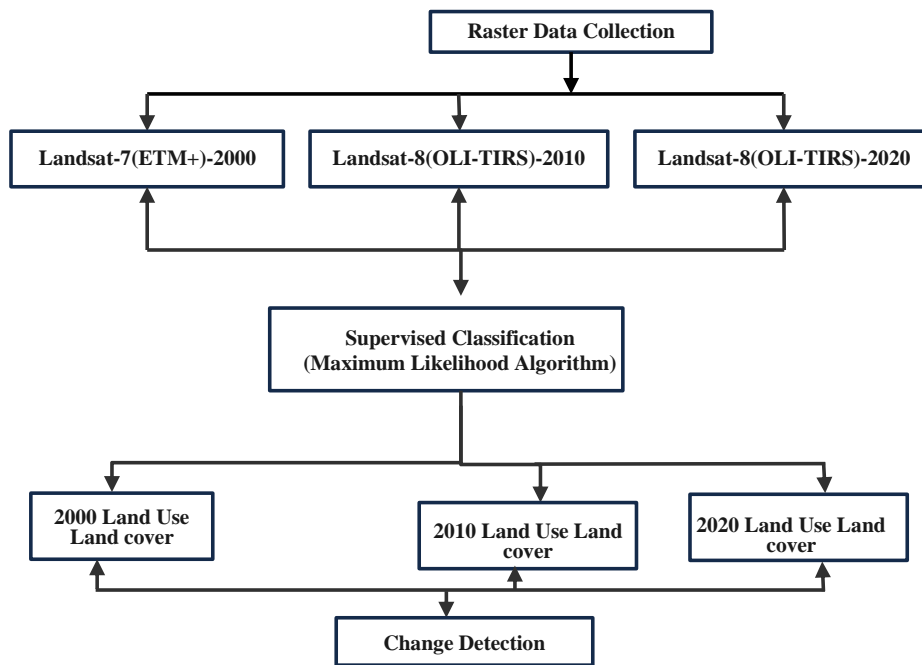 Raster Data Collection
Landsat-7(ETM+)-2000
Landsat-8(OLI-TIRS)-2010
Landsat-8(OLI-TIRS)-2020
Supervised Classification
(Maximum Likelihood Algorithm)
2000 Land Use
Land cover
2010 Land Use Land
cover
2020 Land Use Land
cover
Change Detection